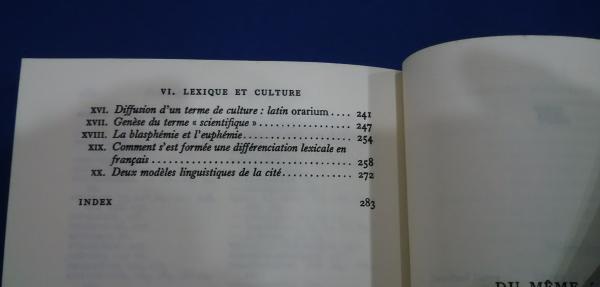 VI. LEXIQUE ET CULTURE
XVI. Diffusion d'un terme de culture : latin orarium.... 241
XVII. Genèse du terme « scientifique »................ 247
XVIII. La blasphémie et l'euphémie................... 254
XIX. Comment s'est formée une différenciation lexicale en
français................................. 258
XX. Deux modèles linguistiques de la cité............. 272
INDEX 283
DU MÊME